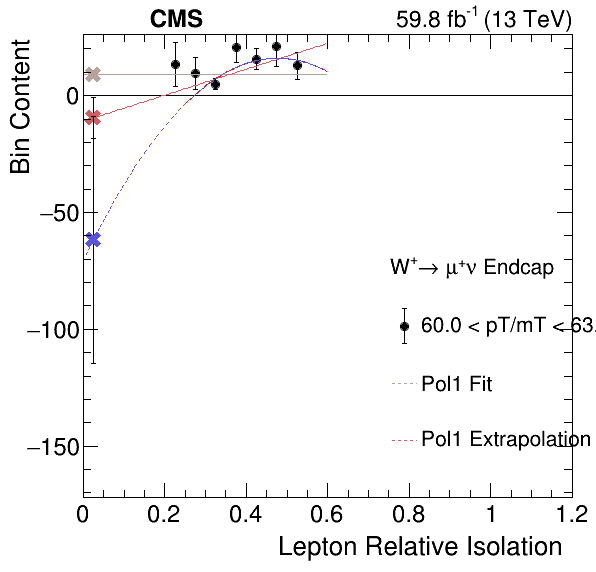 CMS
59.8 fb⁻¹ (13 TeV)
Bin Content
0
−50
−100
−150
W⁺→ μ⁺ν Endcap
60.0 < pT/mT < 63.
Pol1 Fit
Pol1 Extrapolation
0 0.2 0.4 0.6 0.8 1 1.2
Lepton Relative Isolation